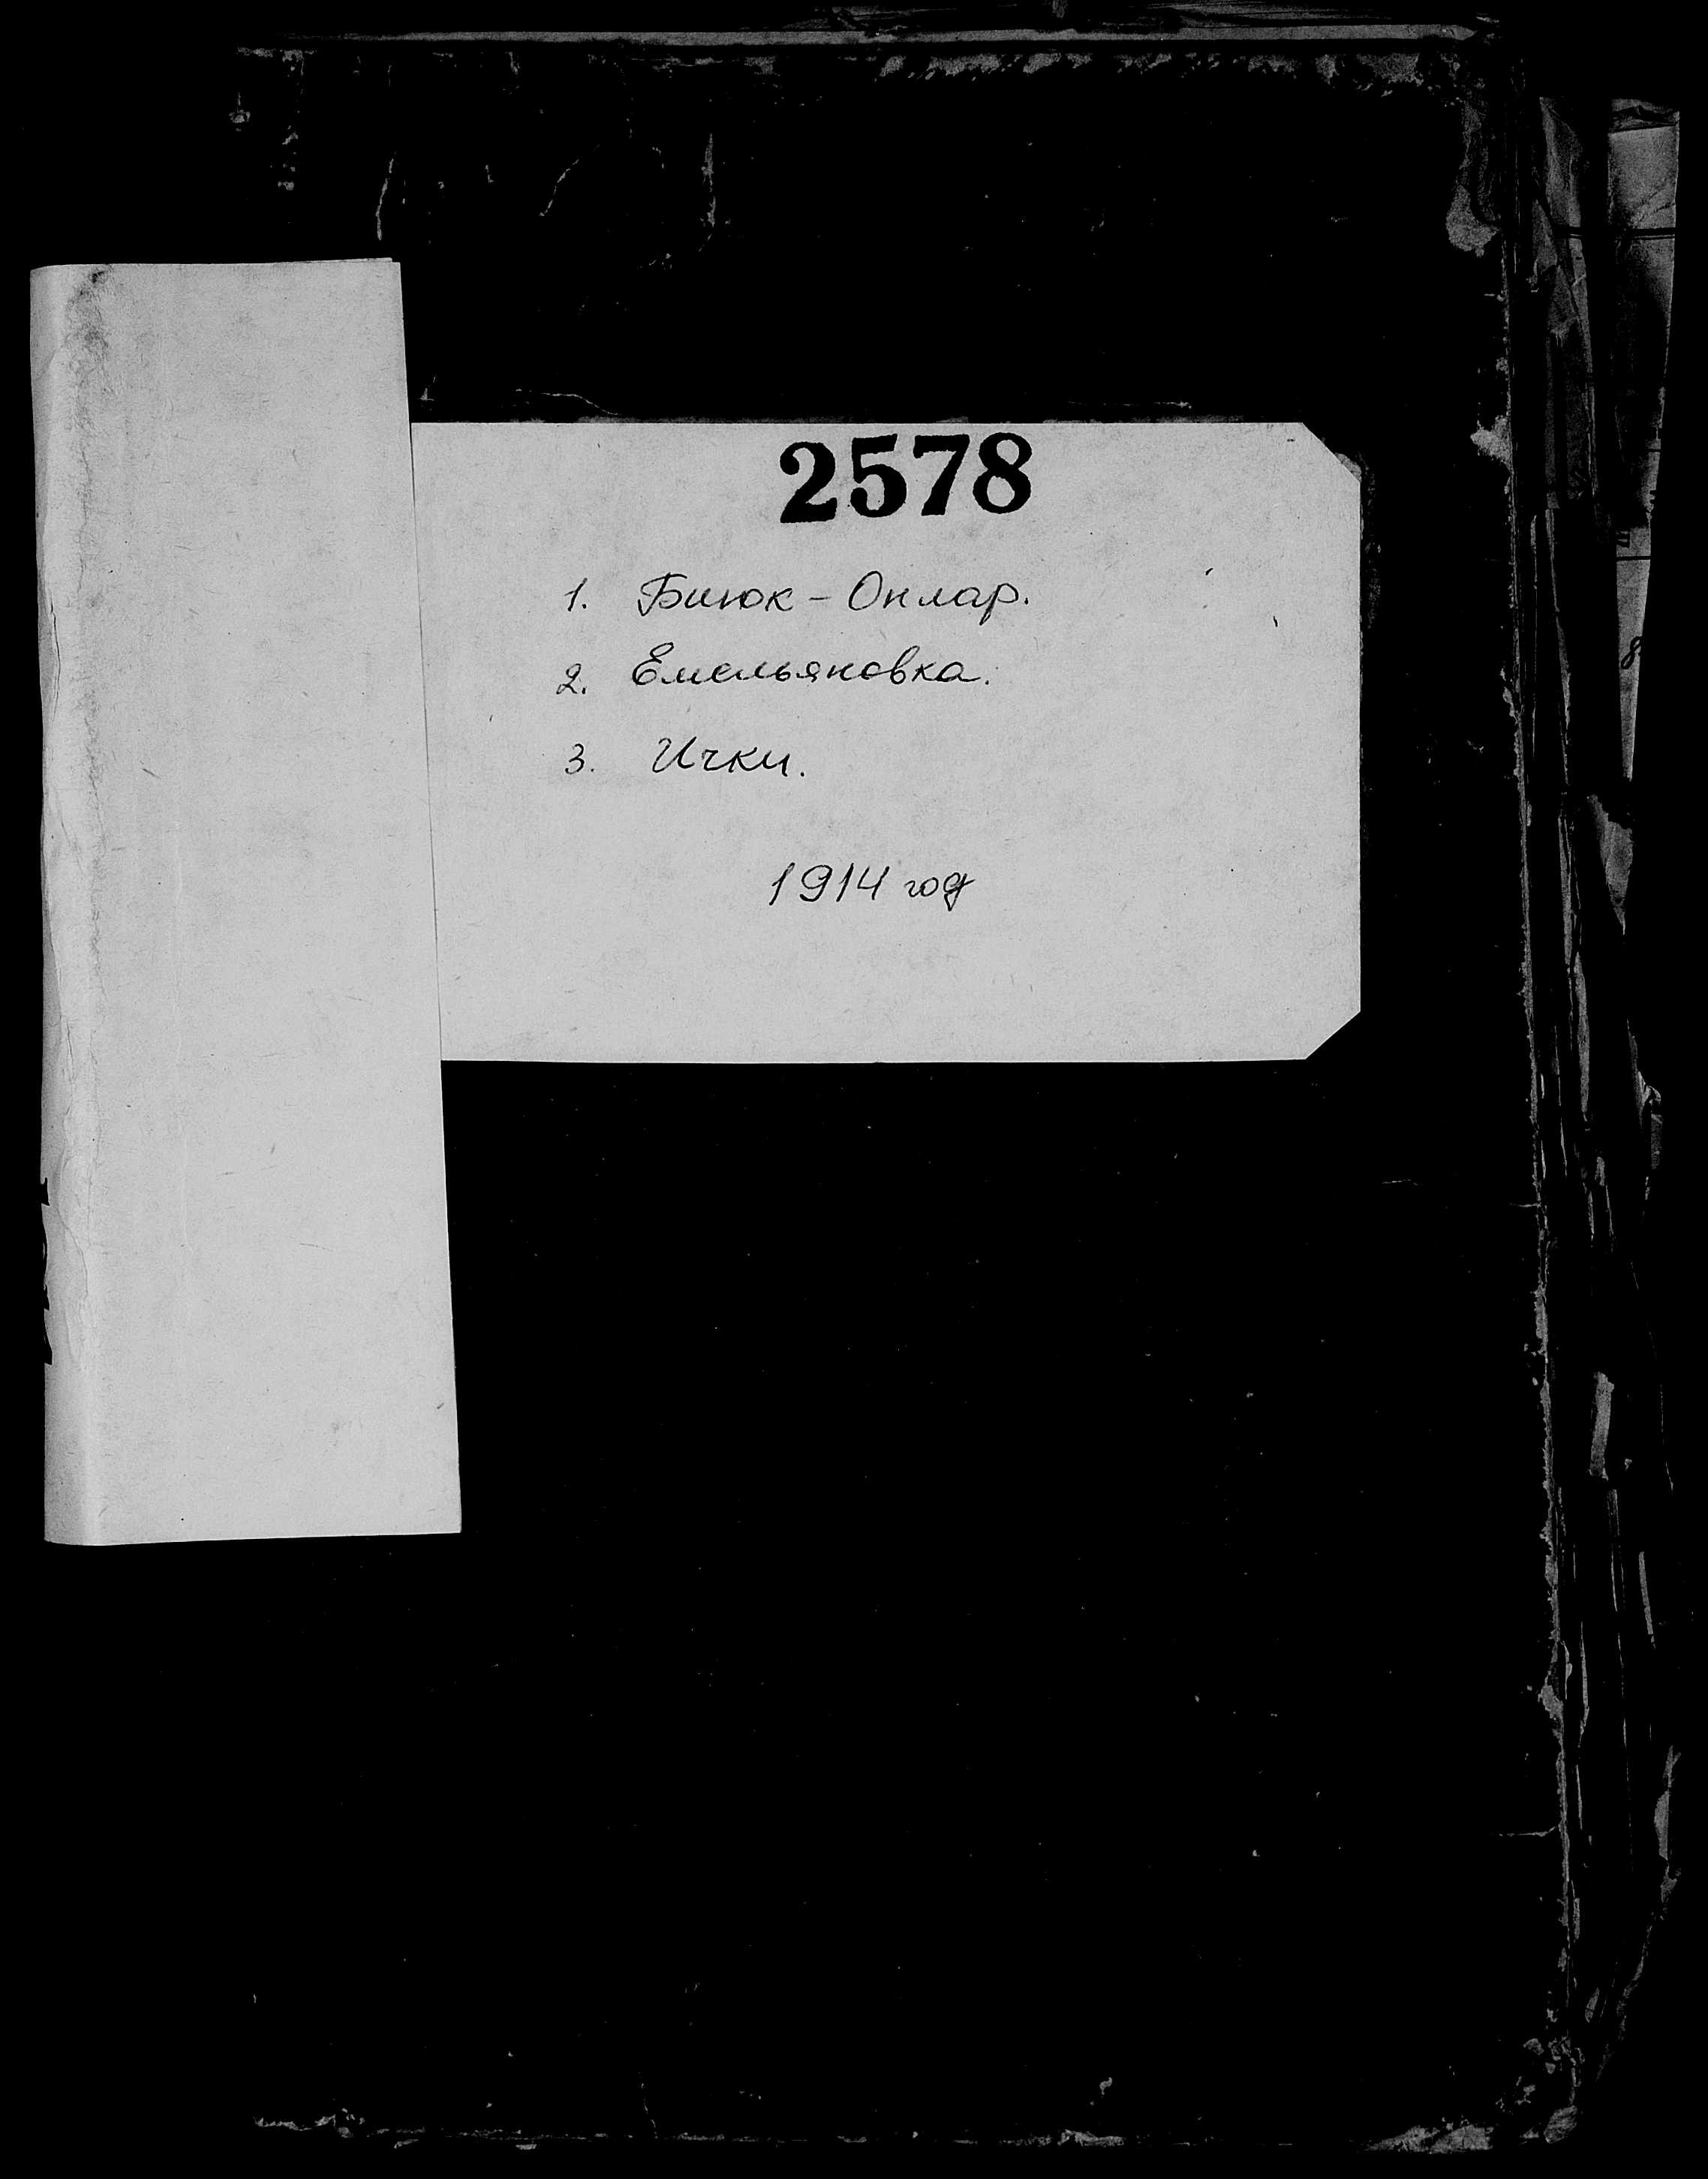 2578
1. Биюк - Онлар.
2. Емельяновка.
3. Ички.
1914 год